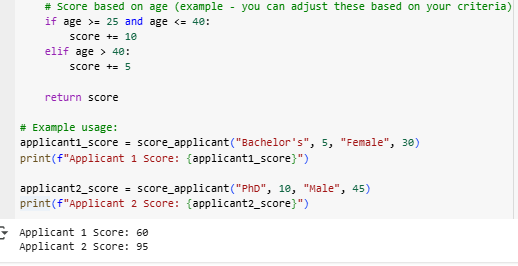 # Score based on age (example - you can adjust these based on your criteria)
if age >= 25 and age <= 40:
score += 10
elif age > 40:
score += 5
return score
# Example usage:
applicant1_score = score_applicant("Bachelor's", 5, "Female", 30)
print(f"Applicant 1 Score: {applicant1_score}")
applicant2_score = score_applicant("PhD", 10, "Male", 45)
print(f"Applicant 2 Score: {applicant2_score}")
Applicant 1 Score: 60
Applicant 2 Score: 95